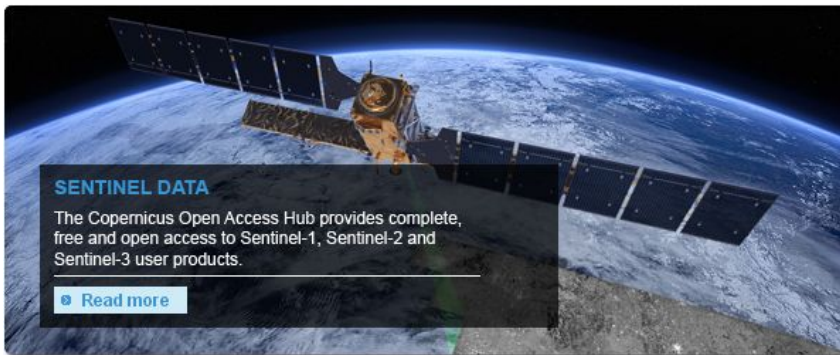 SENTINEL DATA
The Copernicus Open Access Hub provides complete,
free and open access to Sentinel-1, Sentinel-2 and
Sentinel-3 user products.
Read more